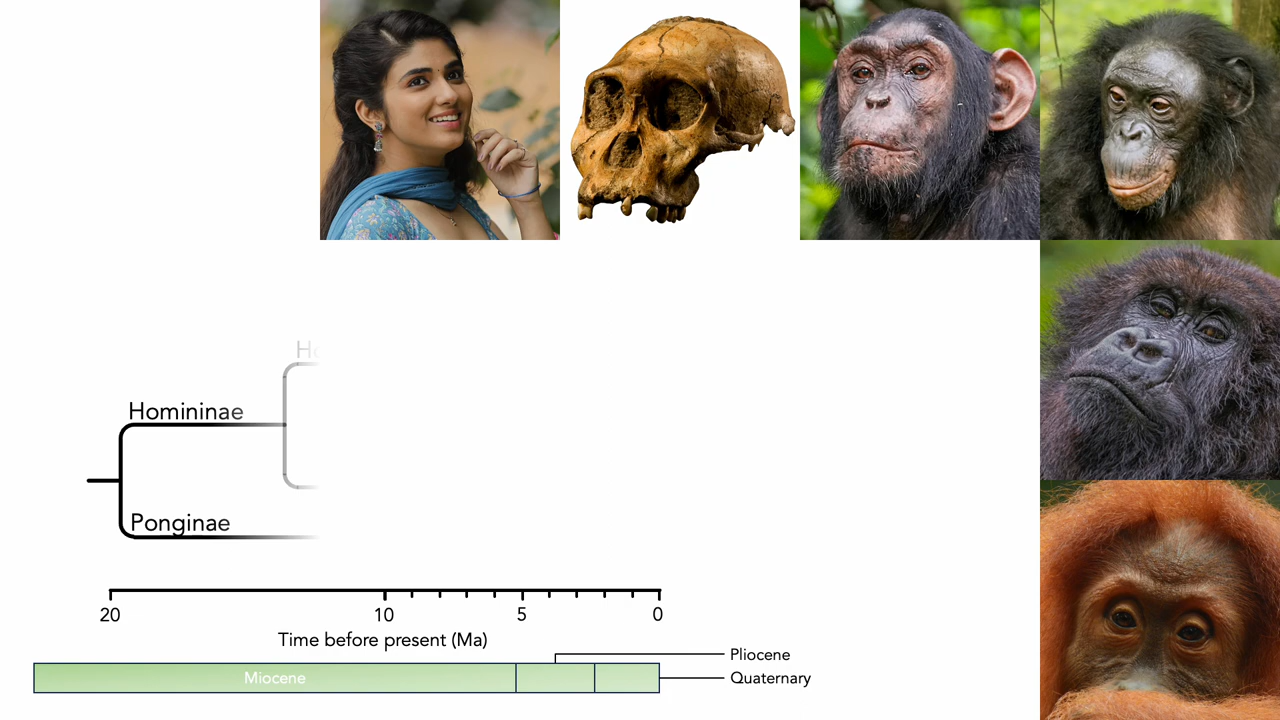 Homininae
Ponginae
20
10
5
0
Time before present (Ma)
Pliocene
Miocene
Quaternary